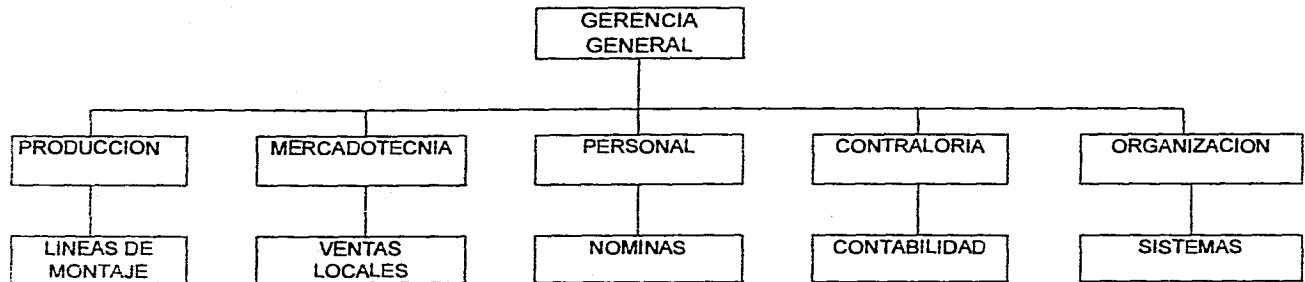 GERENCIA
GENERAL
PRODUCCION
MERCADOTECNIA
PERSONAL
CONTRALORIA
ORGANIZACION
LINEAS DE
MONTAJE
VENTAS
LOCALES
NOMINAS
CONTABILIDAD
SISTEMAS